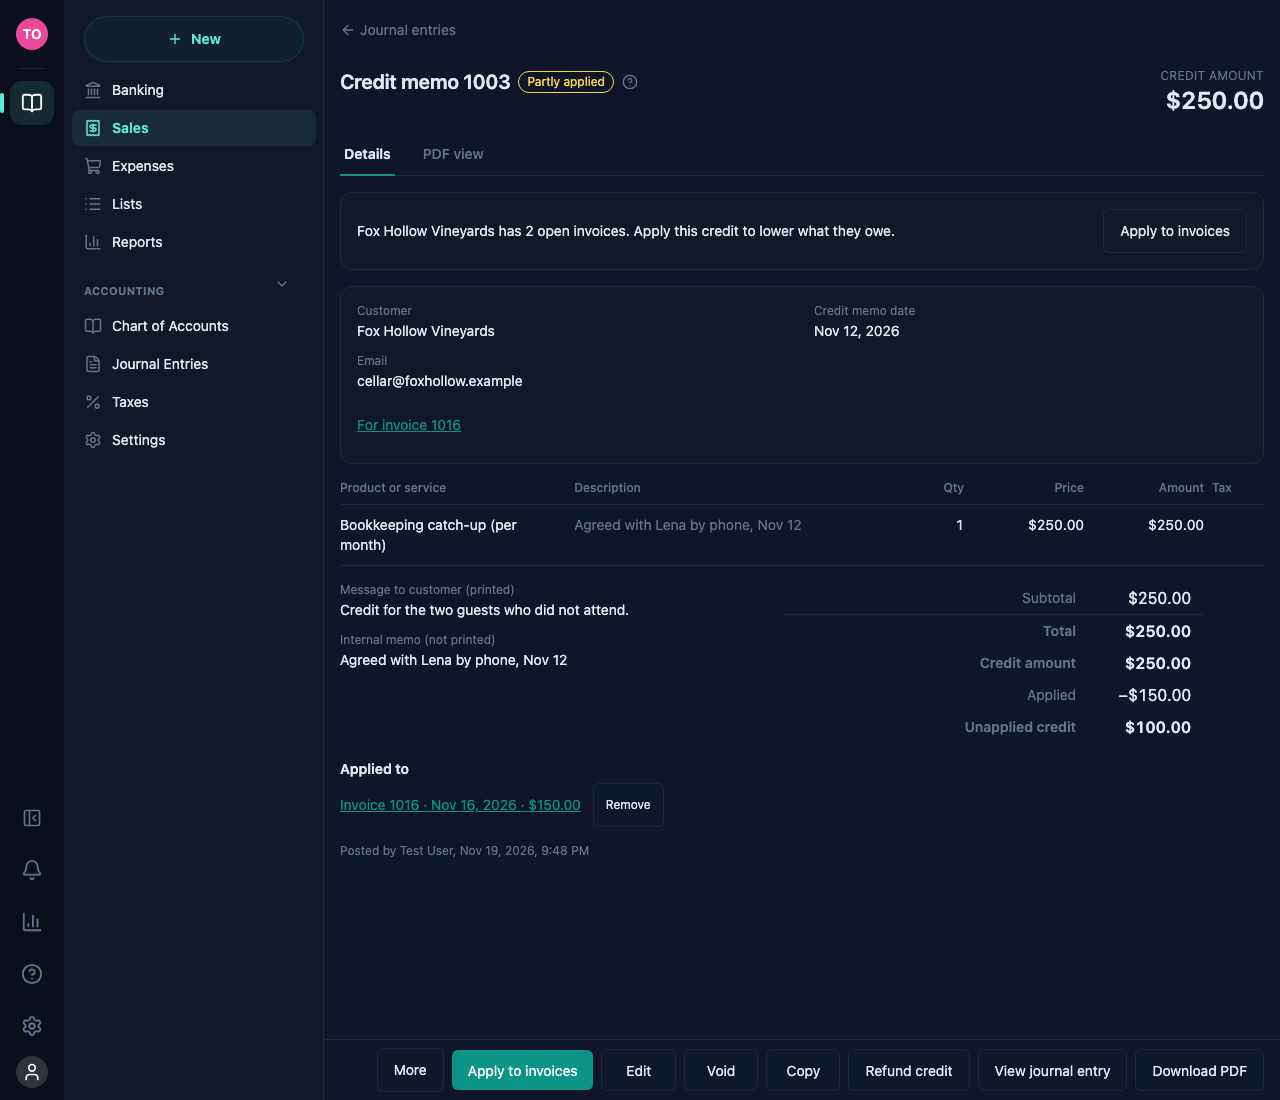 TO
New
Banking
Sales
Expenses
Lists
Reports
ACCOUNTING
Chart of Accounts
Journal Entries
Taxes
Settings
Journal entries
Credit memo 1003
Partly applied
CREDIT AMOUNT
$250.00
Details
PDF view
Fox Hollow Vineyards has 2 open invoices. Apply this credit to lower what they owe.
Apply to invoices
Customer
Fox Hollow Vineyards
Credit memo date
Nov 12, 2026
Email
cellar@foxhollow.example
For invoice 1016
Product or service Description Qty Price Amount Tax
Bookkeeping catch-up (per Agreed with Lena by phone, Nov 12 1 $250.00 $250.00
month)
Message to customer (printed)
Credit for the two guests who did not attend.
Internal memo (not printed)
Agreed with Lena by phone, Nov 12
Subtotal $250.00
Total $250.00
Credit amount $250.00
Applied –$150.00
Unapplied credit $100.00
Applied to
Invoice 1016 · Nov 16, 2026 · $150.00
Remove
Posted by Test User, Nov 19, 2026, 9:48 PM
More
Apply to invoices
Edit
Void
Copy
Refund credit
View journal entry
Download PDF